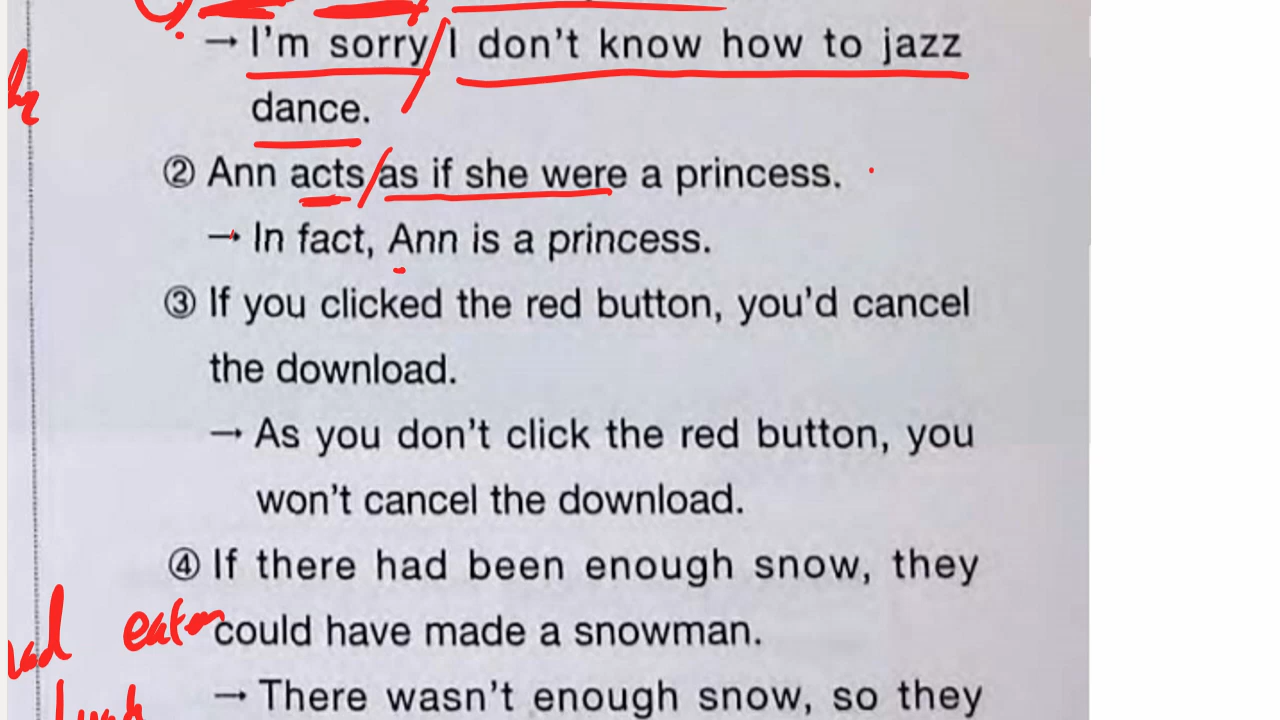 → I'm sorry I don't know how to jazz
dance.
② Ann acts as if she were a princess.
→ In fact, Ann is a princess.
③ If you clicked the red button, you'd cancel
the download.
→ As you don't click the red button, you
won't cancel the download.
④ If there had been enough snow, they
eaten could have made a snowman.
→ There wasn't enough snow, so they